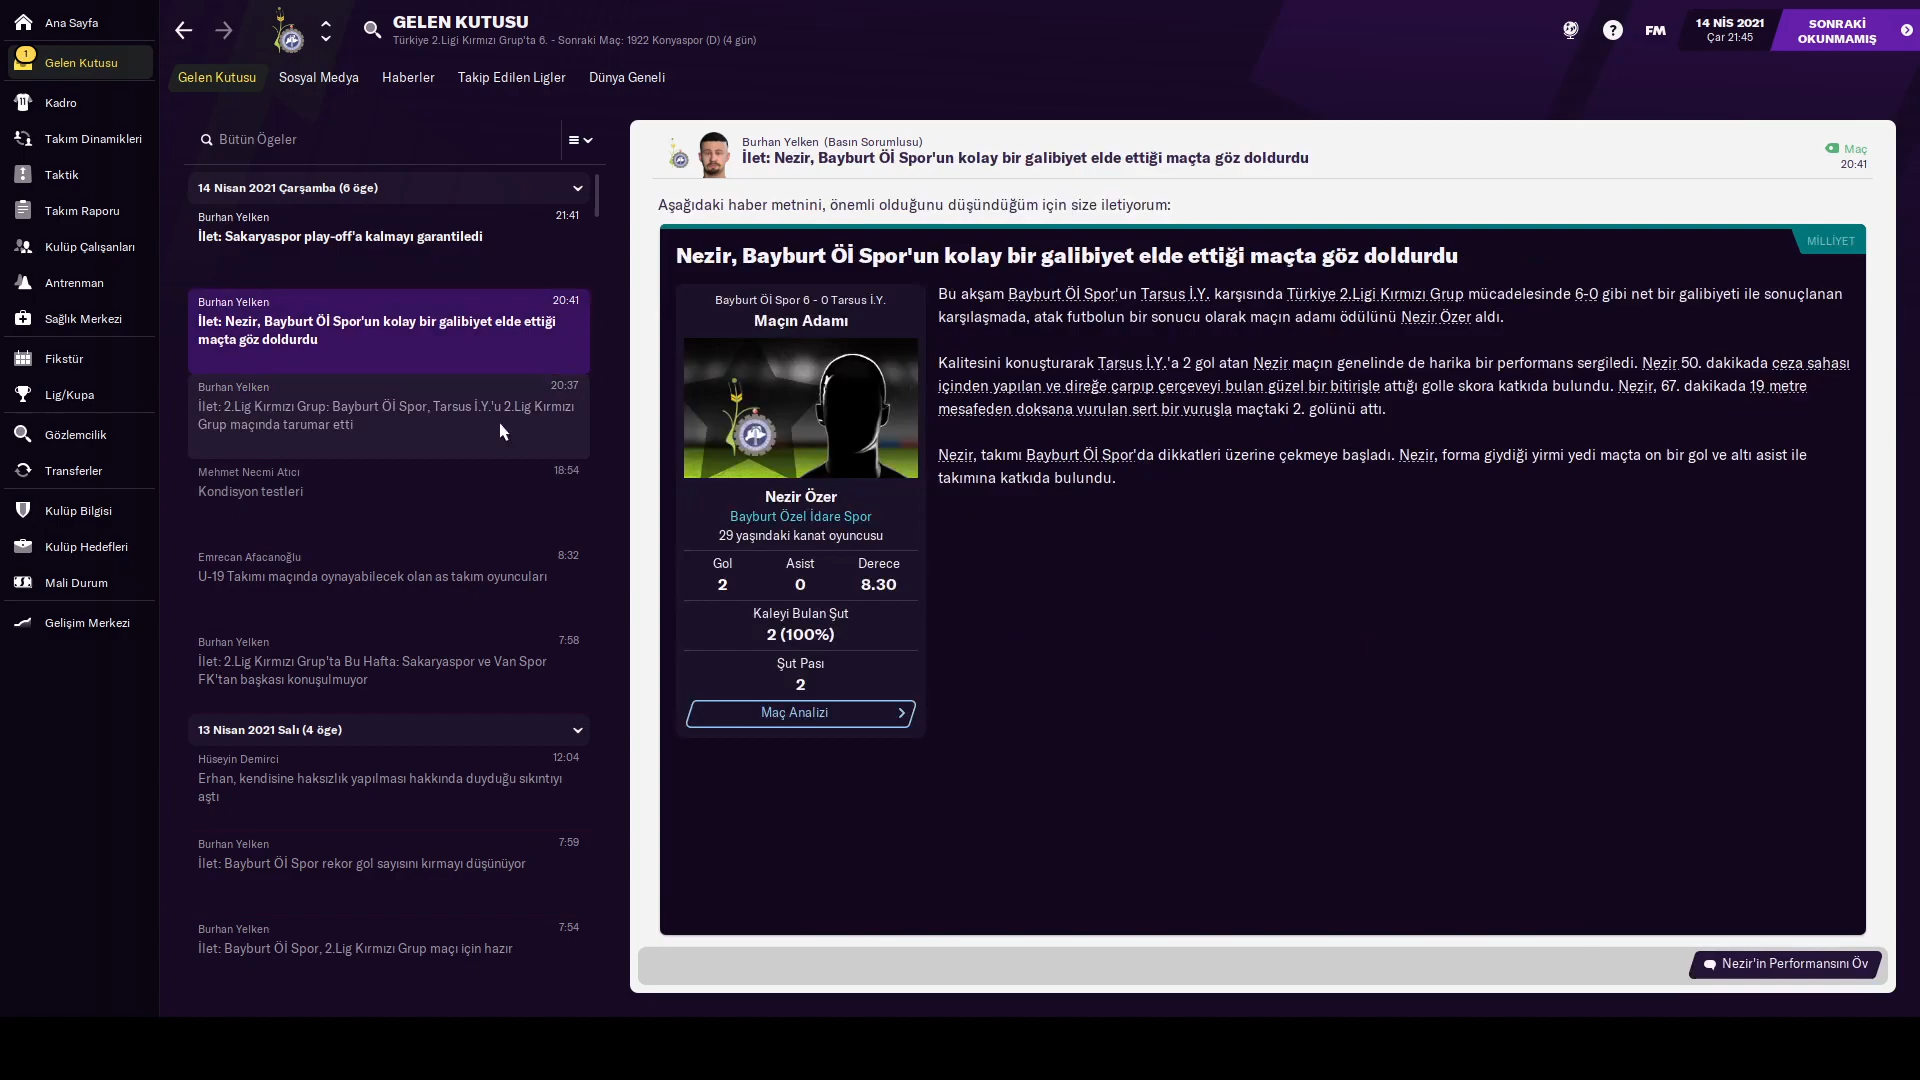 Ana Sayfa
1
Gelen Kutusu
Kadro
Takım Dinamikleri
Taktik
Takım Raporu
Kulüp Çalışanları
Antrenman
Sağlık Merkezi
Fikstür
Lig/Kupa
Gözlemcilik
Transferler
Kulüp Bilgisi
Kulüp Hedefleri
Mali Durum
Gelişim Merkezi
GELEN KUTUSU
Türkiye 2.Ligi Kırmızı Grup'ta 6. - Sonraki Maç: 1922 Konyaspor (D) (4 gün)
FM
14 NİS 2021
Çar 21:45
SONRAKİ
OKUNMAMIŞ
Gelen Kutusu
Sosyal Medya
Haberler
Takip Edilen Ligler
Dünya Geneli
Bütün Ögeler
14 Nisan 2021 Çarşamba (6 öge)
Burhan Yelken 21:41
İlet: Sakaryaspor play-off'a kalmayı garantiledi
Burhan Yelken 20:41
İlet: Nezir, Bayburt Öİ Spor'un kolay bir galibiyet elde ettiği
maçta göz doldurdu
Burhan Yelken 20:37
İlet: 2.Lig Kırmızı Grup: Bayburt Öİ Spor, Tarsus İ.Y.'u 2.Lig Kırmızı
Grup maçında tarumar etti
Mehmet Necmi Atıcı 18:54
Kondisyon testleri
Emrecan Afacanoğlu 8:32
U-19 Takımı maçında oynayabilecek olan as takım oyuncuları
Burhan Yelken 7:58
İlet: 2.Lig Kırmızı Grup'ta Bu Hafta: Sakaryaspor ve Van Spor
FK'tan başkası konuşulmuyor
13 Nisan 2021 Salı (4 öge)
Hüseyin Demirci 12:04
Erhan, kendisine haksızlık yapılması hakkında duyduğu sıkıntıyı
aştı
Burhan Yelken 7:59
İlet: Bayburt Öİ Spor rekor gol sayısını kırmayı düşünüyor
Burhan Yelken 7:54
İlet: Bayburt Öİ Spor, 2.Lig Kırmızı Grup maçı için hazır
Burhan Yelken (Basın Sorumlusu)
İlet: Nezir, Bayburt Öİ Spor'un kolay bir galibiyet elde ettiği maçta göz doldurdu
Maç
20:41
Aşağıdaki haber metnini, önemli olduğunu düşündüğüm için size iletiyorum:
MİLLİYET
Nezir, Bayburt Öİ Spor'un kolay bir galibiyet elde ettiği maçta göz doldurdu
Bayburt Öİ Spor 6 - 0 Tarsus İ.Y.
Maçın Adamı
Nezir Özer
Bayburt Özel İdare Spor
29 yaşındaki kanat oyuncusu
Gol Asist Derece
2 0 8.30
Kaleyi Bulan Şut
2 (100%)
Şut Pası
2
Maç Analizi
Bu akşam Bayburt Öİ Spor'un Tarsus İ.Y. karşısında Türkiye 2.Ligi Kırmızı Grup mücadelesinde 6-0 gibi net bir galibiyeti ile sonuçlanan
karşılaşmada, atak futbolun bir sonucu olarak maçın adamı ödülünü Nezir Özer aldı.
Kalitesini konuşturarak Tarsus İ.Y.'a 2 gol atan Nezir maçın genelinde de harika bir performans sergiledi. Nezir 50. dakikada ceza sahası
içinden yapılan ve direğe çarpıp çerçeveyi bulan güzel bir bitirişle attığı golle skora katkıda bulundu. Nezir, 67. dakikada 19 metre
mesafeden doksana vurulan sert bir vuruşla maçtaki 2. golünü attı.
Nezir, takımı Bayburt Öİ Spor'da dikkatleri üzerine çekmeye başladı. Nezir, forma giydiği yirmi yedi maçta on bir gol ve altı asist ile
takımına katkıda bulundu.
Nezir'in Performansını Öv